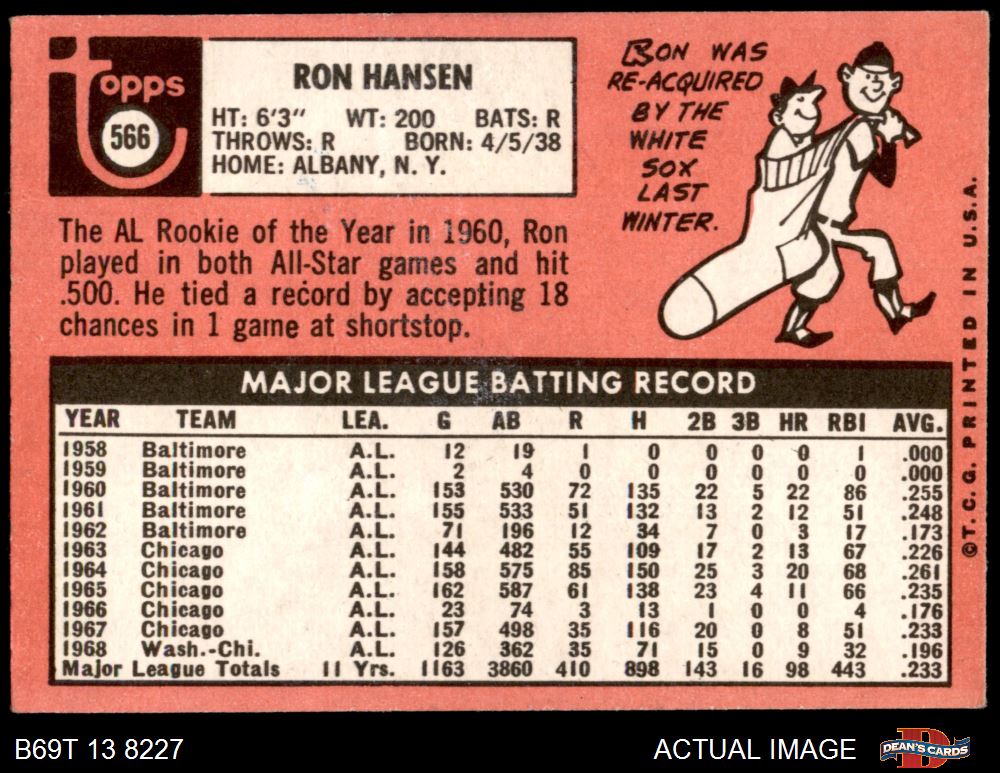 topps
566
RON HANSEN
HT: 6'3" WT: 200 BATS: R
THROWS: R BORN: 4/5/38
HOME: ALBANY, N. Y.
RON WAS
RE-ACQUIRED
BY THE
WHITE
SOX
LAST
WINTER.
The AL Rookie of the Year in 1960, Ron
played in both All-Star games and hit
.500. He tied a record by accepting 18
chances in 1 game at shortstop.
MAJOR LEAGUE BATTING RECORD
YEAR TEAM LEA. G AB R H 2B 3B HR RBI AVG.
1958 Baltimore A.L. 12 19 1 0 0 0 0 1 .000
1959 Baltimore A.L. 2 4 0 0 0 0 0 0 .000
1960 Baltimore A.L. 153 530 72 135 22 5 22 86 .255
1961 Baltimore A.L. 155 533 51 132 13 2 12 51 .248
1962 Baltimore A.L. 71 196 12 34 7 0 3 17 .173
1963 Chicago A.L. 144 482 55 109 17 2 13 67 .226
1964 Chicago A.L. 158 575 85 150 25 3 20 68 .261
1965 Chicago A.L. 162 587 61 138 23 4 11 66 .235
1966 Chicago A.L. 23 74 3 13 1 0 0 4 .176
1967 Chicago A.L. 157 498 35 116 20 0 8 51 .233
1968 Wash.-Chi. A.L. 126 362 35 71 15 0 9 32 .196
Major League Totals 11 Yrs. 1163 3860 410 898 143 16 98 443 .233
©T. C. G. PRINTED IN U.S.A.
B69T 13 8227
ACTUAL IMAGE
DEAN'S CARDS